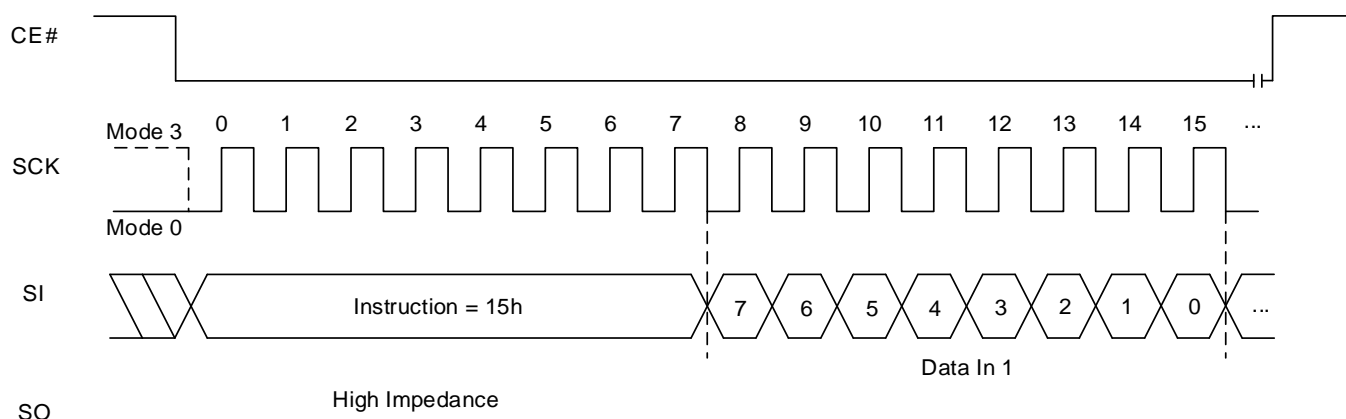 CE#
Mode 3 0 1 2 3 4 5 6 7 8 9 10 11 12 13 14 15 ...
SCK
Mode 0
SI Instruction = 15h 7 6 5 4 3 2 1 0 ...
Data In 1
High Impedance
SO